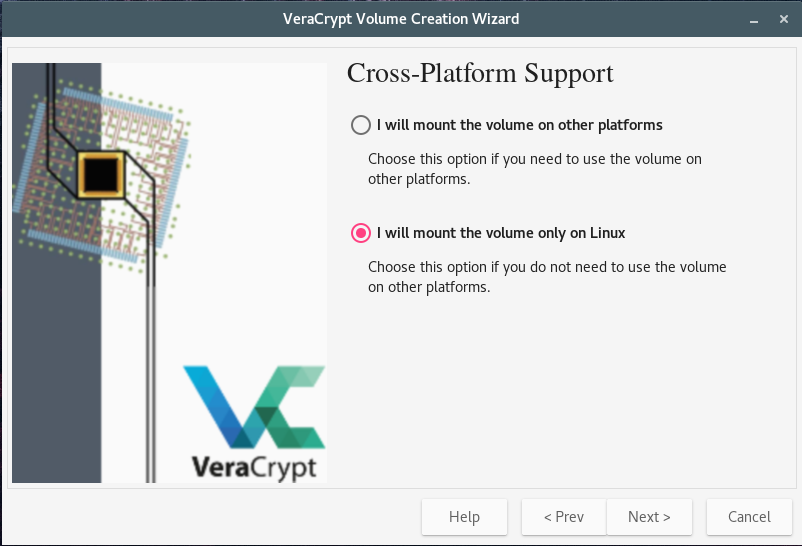 VeraCrypt Volume Creation Wizard
Cross-Platform Support
I will mount the volume on other platforms
Choose this option if you need to use the volume on
other platforms.
I will mount the volume only on Linux
Choose this option if you do not need to use the volume
on other platforms.
VeraCrypt
Help
< Prev
Next >
Cancel